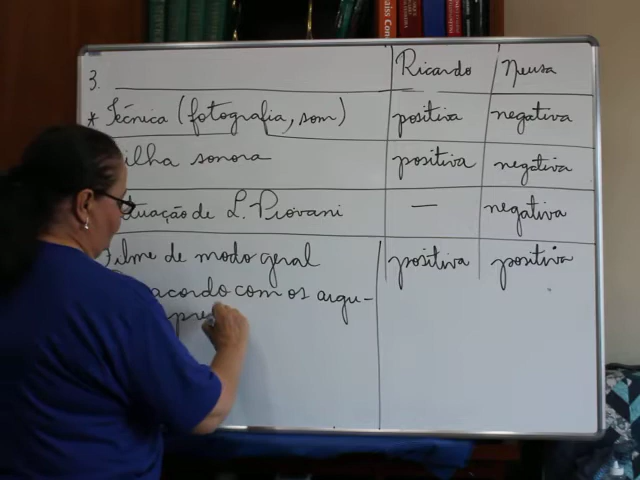 3. Ricardo Neusa
* Técnica (fotografia, som) positiva negativa
ilha sonora positiva negativa
tuação de L. Piovani — negativa
ilme de modo geral positiva positiva
acordo com os argu-
pre